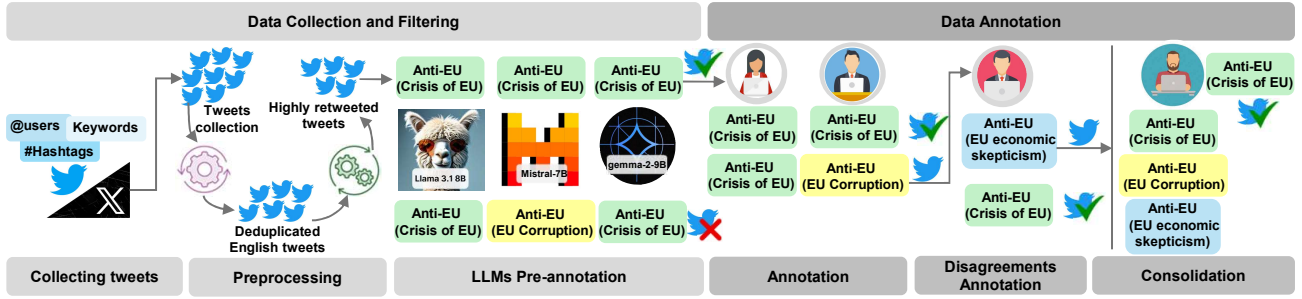 Data Collection and Filtering
Data Annotation
@users
Keywords
#Hashtags
X
Tweets
collection
Highly retweeted
tweets
Deduplicated
English tweets
Anti-EU
(Crisis of EU)
Anti-EU
(Crisis of EU)
Anti-EU
(Crisis of EU)
Llama 3.1 8B
Mistral-7B
gemma-2-9B
Anti-EU
(Crisis of EU)
Anti-EU
(EU Corruption)
Anti-EU
(Crisis of EU)
Anti-EU
(Crisis of EU)
Anti-EU
(Crisis of EU)
Anti-EU
(Crisis of EU)
Anti-EU
(EU Corruption)
Anti-EU
(EU economic
skepticism)
Anti-EU
(Crisis of EU)
Anti-EU
(Crisis of EU)
Anti-EU
(Crisis of EU)
Anti-EU
(EU Corruption)
Anti-EU
(EU economic
skepticism)
Collecting tweets
Preprocessing
LLMs Pre-annotation
Annotation
Disagreements
Annotation
Consolidation